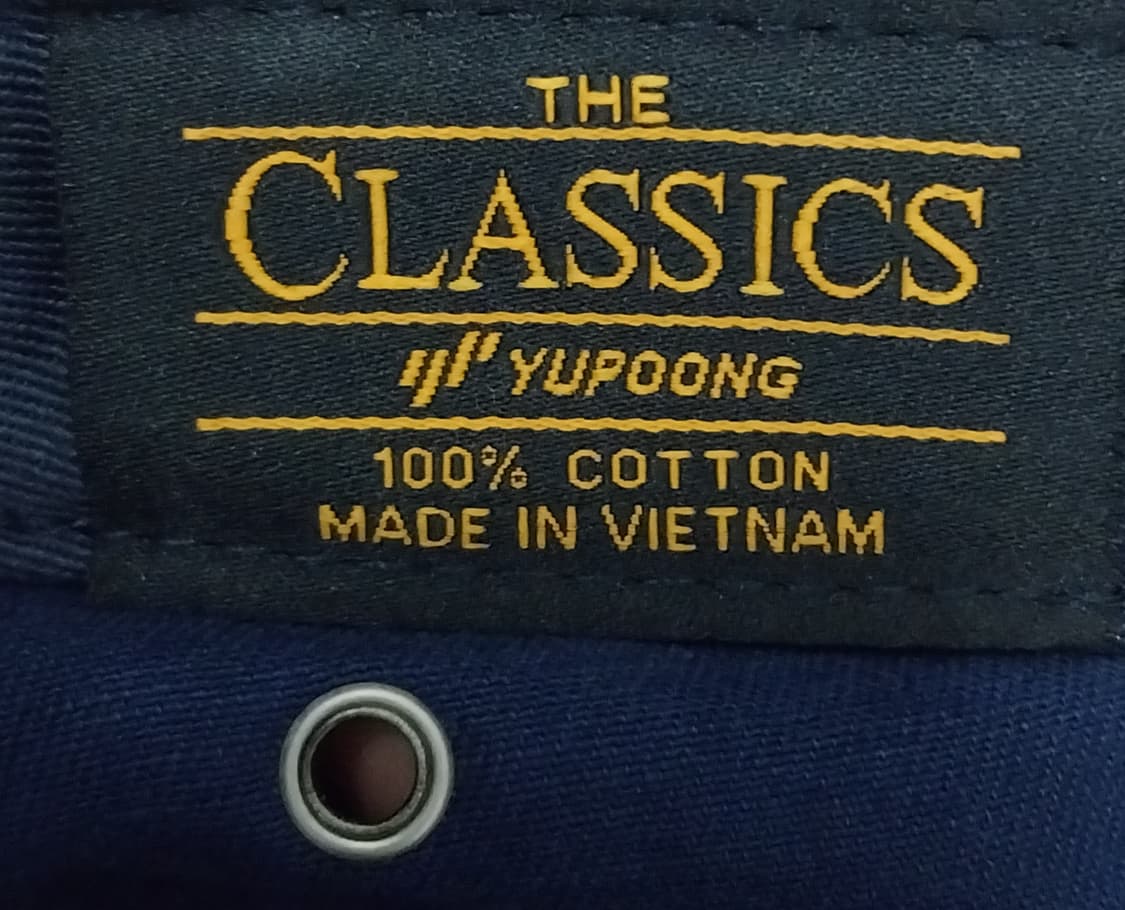 THE
CLASSICS
YUPOONG
100% COTTON
MADE IN VIETNAM